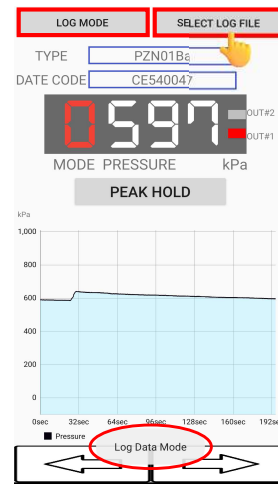 LOG MODE SELECT LOG FILE
TYPE PZN01Ba
DATE CODE CE540047
0597
OUT#2
OUT#1
MODE PRESSURE kPa
PEAK HOLD
kPa
1,000
800
600
400
200
0
0sec 32sec 64sec 96sec 128sec 160sec 192se
Pressure
Log Data Mode